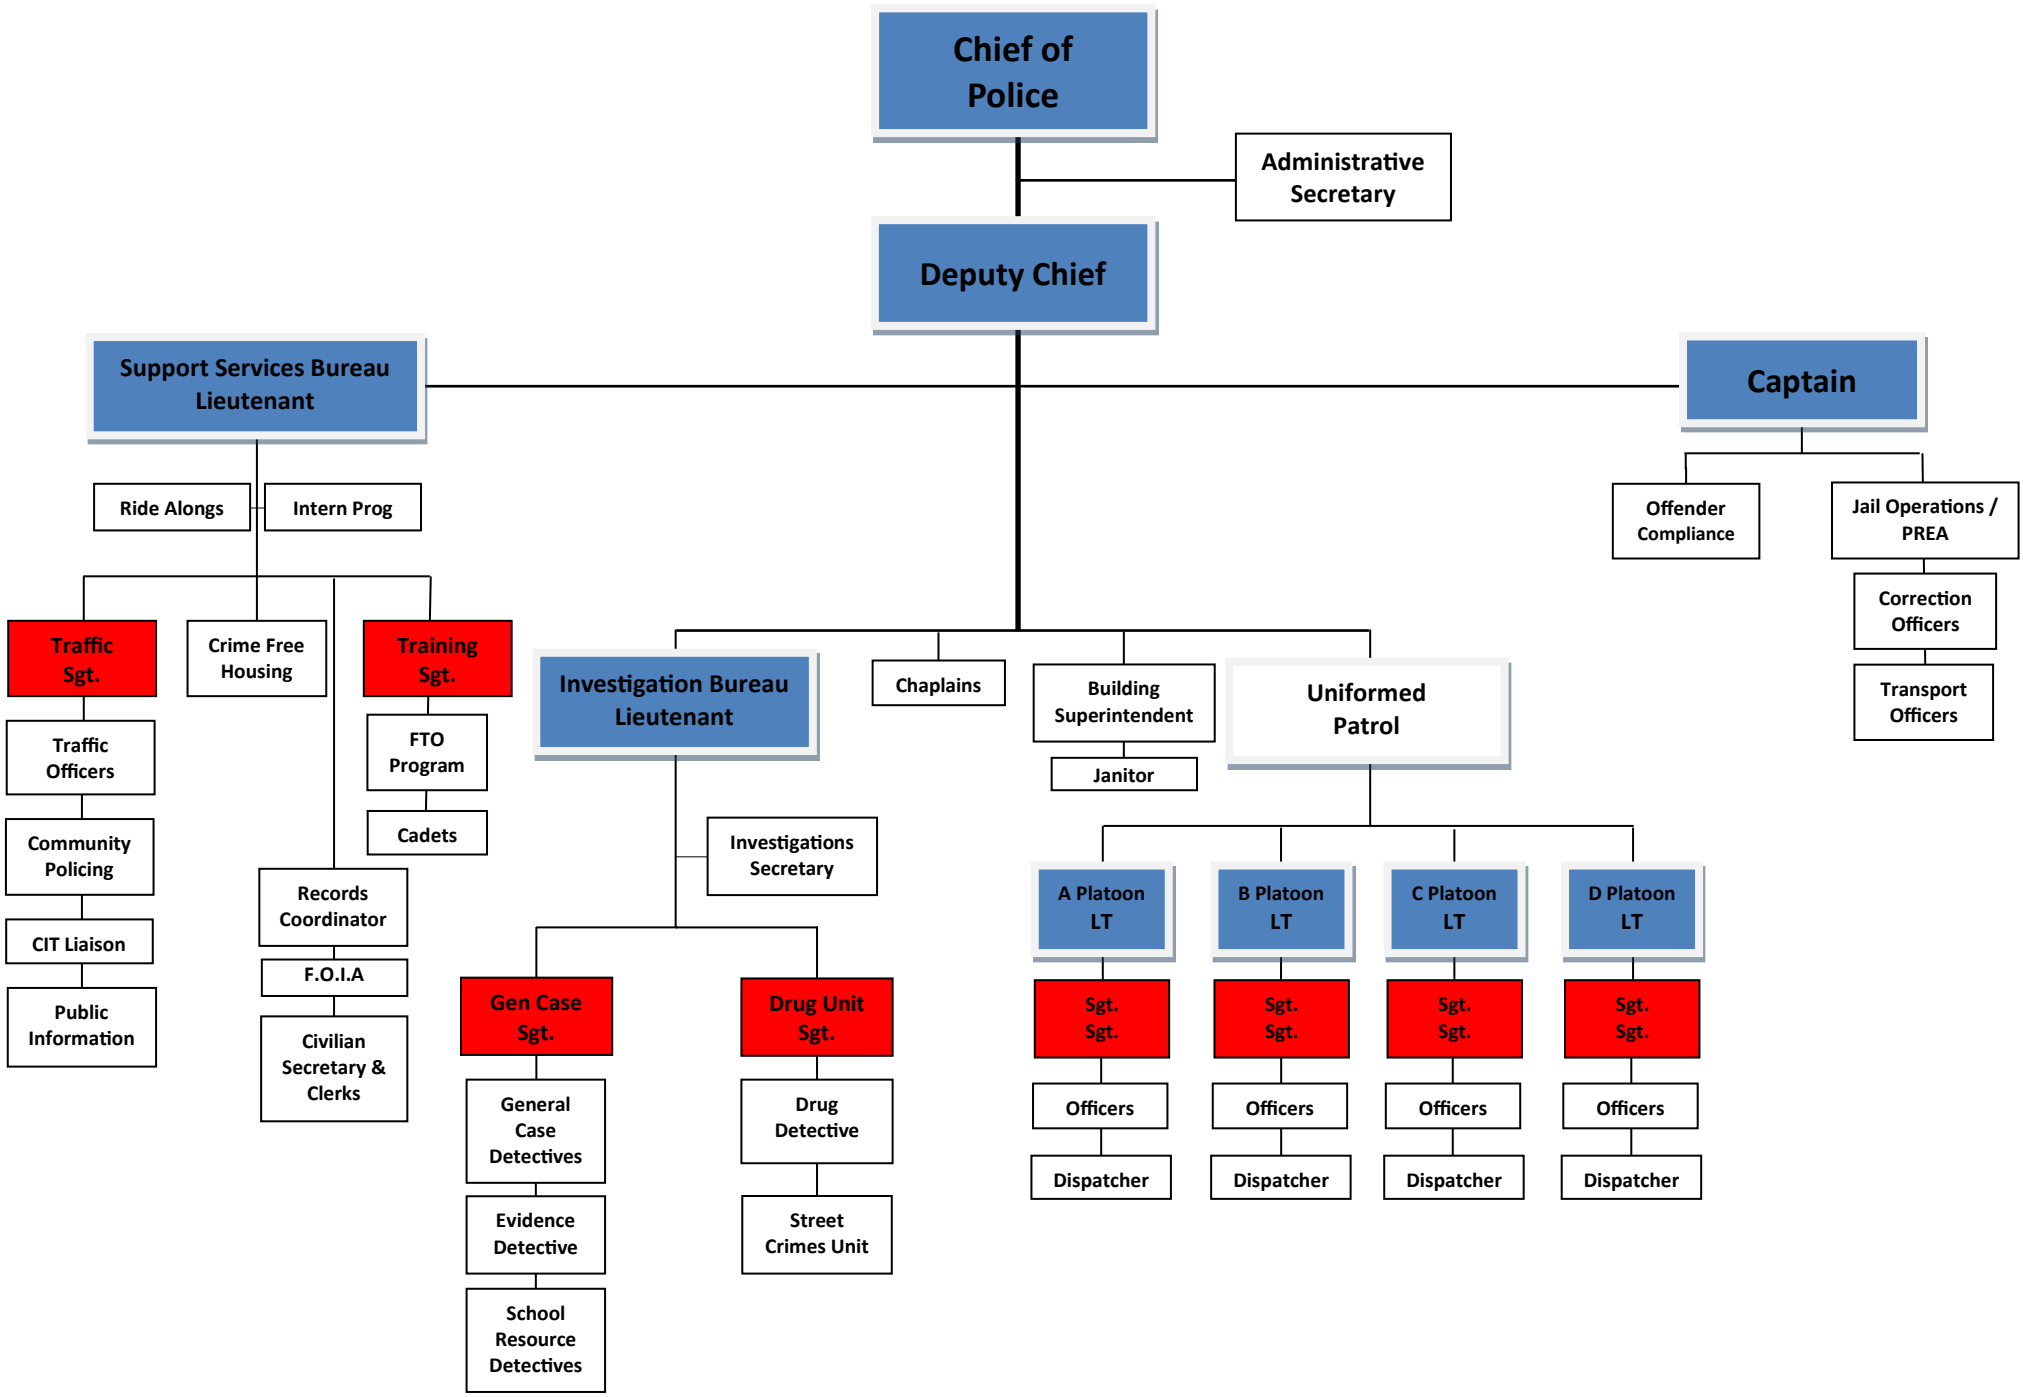 Chief of
Police
Administrative
Secretary
Deputy Chief
Support Services Bureau
Lieutenant
Captain
Ride Alongs
Intern Prog
Offender
Compliance
Jail Operations /
PREA
Correction
Officers
Transport
Officers
Traffic
Sgt.
Crime Free
Housing
Training
Sgt.
Traffic
Officers
Community
Policing
CIT Liaison
Public
Information
FTO
Program
Cadets
Records
Coordinator
F.O.I.A
Civilian
Secretary &
Clerks
Investigation Bureau
Lieutenant
Chaplains
Building
Superintendent
Janitor
Uniformed
Patrol
Investigations
Secretary
Gen Case
Sgt.
General
Case
Detectives
Evidence
Detective
School
Resource
Detectives
Drug Unit
Sgt.
Drug
Detective
Street
Crimes Unit
A Platoon
LT
Sgt.
Sgt.
Officers
Dispatcher
B Platoon
LT
Sgt.
Sgt.
Officers
Dispatcher
C Platoon
LT
Sgt.
Sgt.
Officers
Dispatcher
D Platoon
LT
Sgt.
Sgt.
Officers
Dispatcher